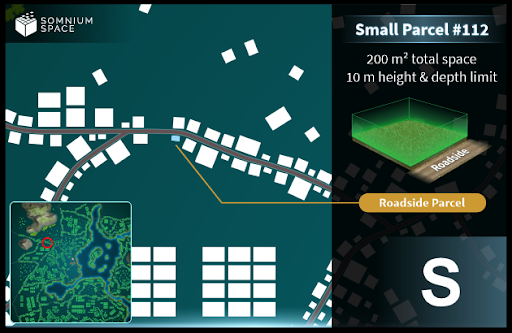 SOMNIUM
SPACE
Small Parcel #112
200 m² total space
10 m height & depth limit
Roadside
Roadside Parcel
S